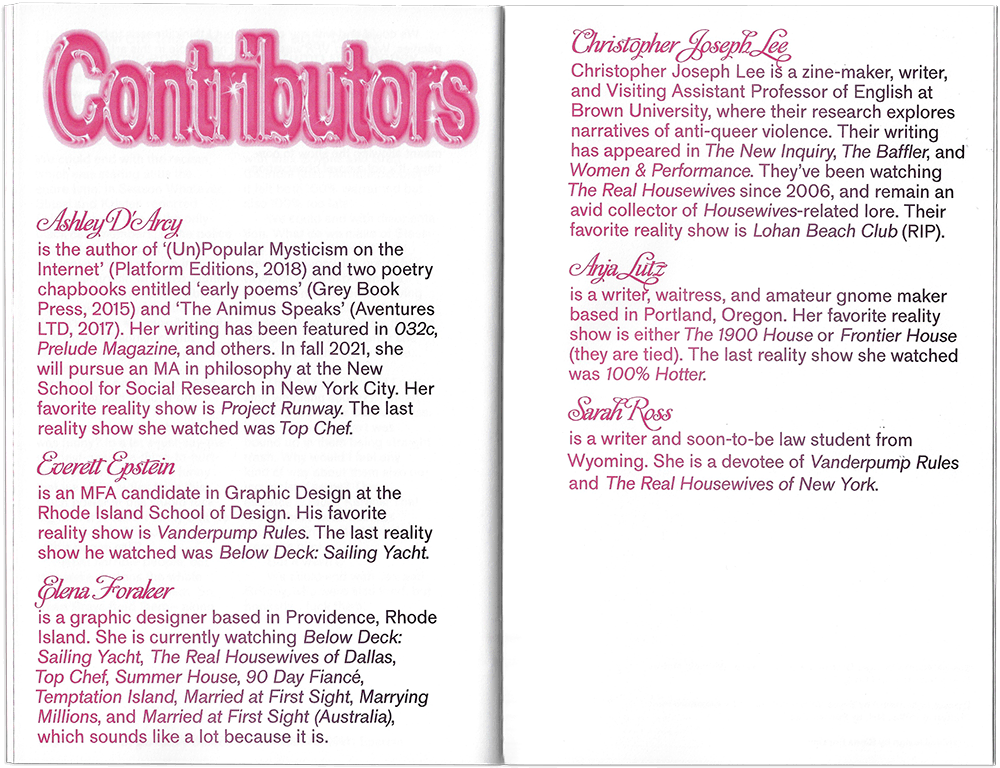 Contributors
Ashley D'Arcy
is the author of ‘(Un)Popular Mysticism on the
Internet’ (Platform Editions, 2018) and two poetry
chapbooks entitled ‘early poems’ (Grey Book
Press, 2015) and ‘The Animus Speaks’ (Aventures
LTD, 2017). Her writing has been featured in 032c,
Prelude Magazine, and others. In fall 2021, she
will pursue an MA in philosophy at the New
School for Social Research in New York City. Her
favorite reality show is Project Runway. The last
reality show she watched was Top Chef.
Everett Epstein
is an MFA candidate in Graphic Design at the
Rhode Island School of Design. His favorite
reality show is Vanderpump Rules. The last reality
show he watched was Below Deck: Sailing Yacht.
Elena Foraker
is a graphic designer based in Providence, Rhode
Island. She is currently watching Below Deck:
Sailing Yacht, The Real Housewives of Dallas,
Top Chef, Summer House, 90 Day Fiancé,
Temptation Island, Married at First Sight, Marrying
Millions, and Married at First Sight (Australia),
which sounds like a lot because it is.
Christopher Joseph Lee
Christopher Joseph Lee is a zine-maker, writer,
and Visiting Assistant Professor of English at
Brown University, where their research explores
narratives of anti-queer violence. Their writing
has appeared in The New Inquiry, The Baffler, and
Women & Performance. They’ve been watching
The Real Housewives since 2006, and remain an
avid collector of Housewives-related lore. Their
favorite reality show is Lohan Beach Club (RIP).
Anja Lutz
is a writer, waitress, and amateur gnome maker
based in Portland, Oregon. Her favorite reality
show is either The 1900 House or Frontier House
(they are tied). The last reality show she watched
was 100% Hotter.
Sarah Ross
is a writer and soon-to-be law student from
Wyoming. She is a devotee of Vanderpump Rules
and The Real Housewives of New York.